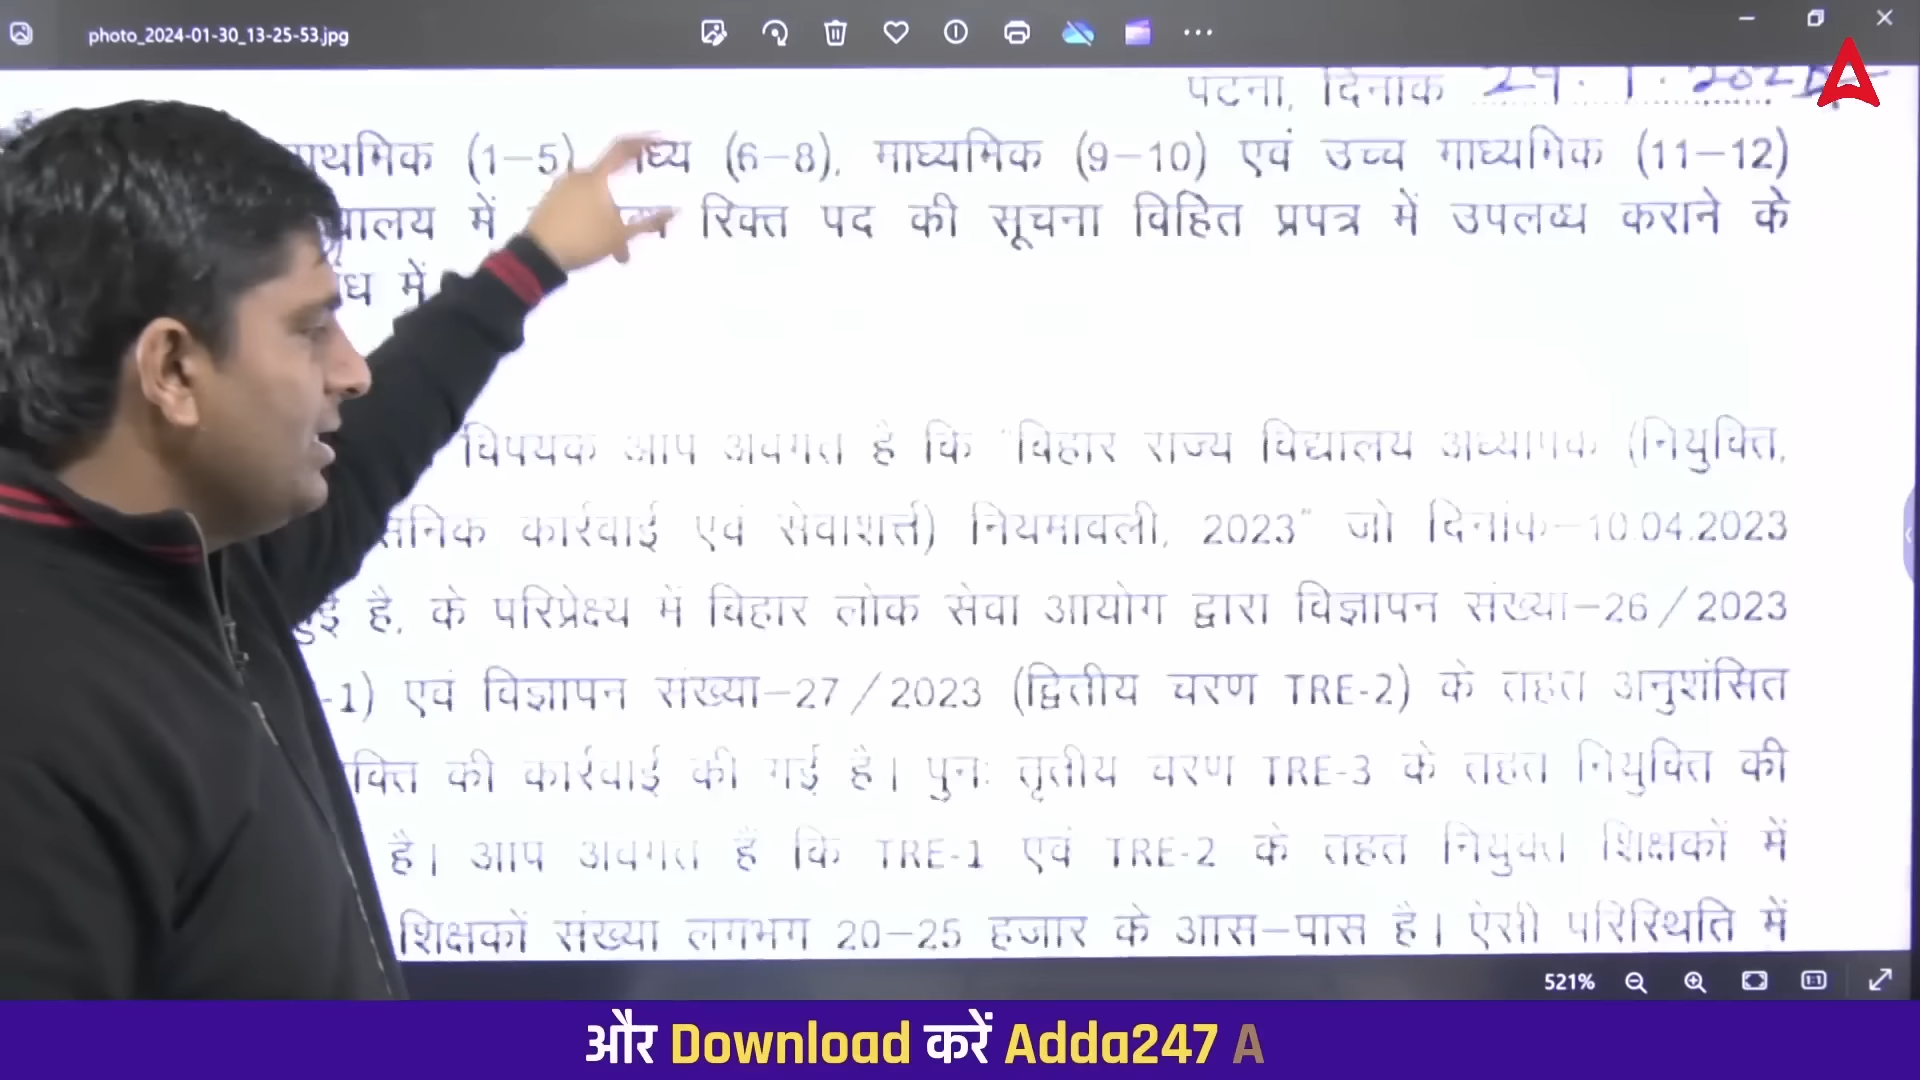 photo_2024-01-30_13-25-53.jpg
पटना, दिनांक 29.1.2024
(1–5) (6–8), माध्यमिक (9–10) एवं उच्च माध्यमिक (11–12)
में रिक्त पद की सूचना विहित प्रपत्र में उपलब्ध कराने के
में
विषयक आप अवगत है कि "बिहार राज्य विद्यालय अध्यापक (नियुक्ति,
कार्रवाई एवं सेवाशर्त) नियमावली, 2023" जो दिनांक–10.04.2023
हुई है, के परिप्रेक्ष्य में बिहार लोक सेवा आयोग द्वारा विज्ञापन संख्या–26/2023
-1) एवं विज्ञापन संख्या–27/2023 (द्वितीय चरण TRE-2) के तहत अनुशंसित
की कार्रवाई की गई है। पुनः तृतीय चरण TRE-3 के तहत नियुक्ति की
है। आप अवगत हैं कि TRE-1 एवं TRE-2 के तहत नियुक्त शिक्षकों में
शिक्षकों संख्या लगभग 20–25 हजार के आस–पास है। ऐसी परिस्थिति में
521%
और Download करें Adda247 A